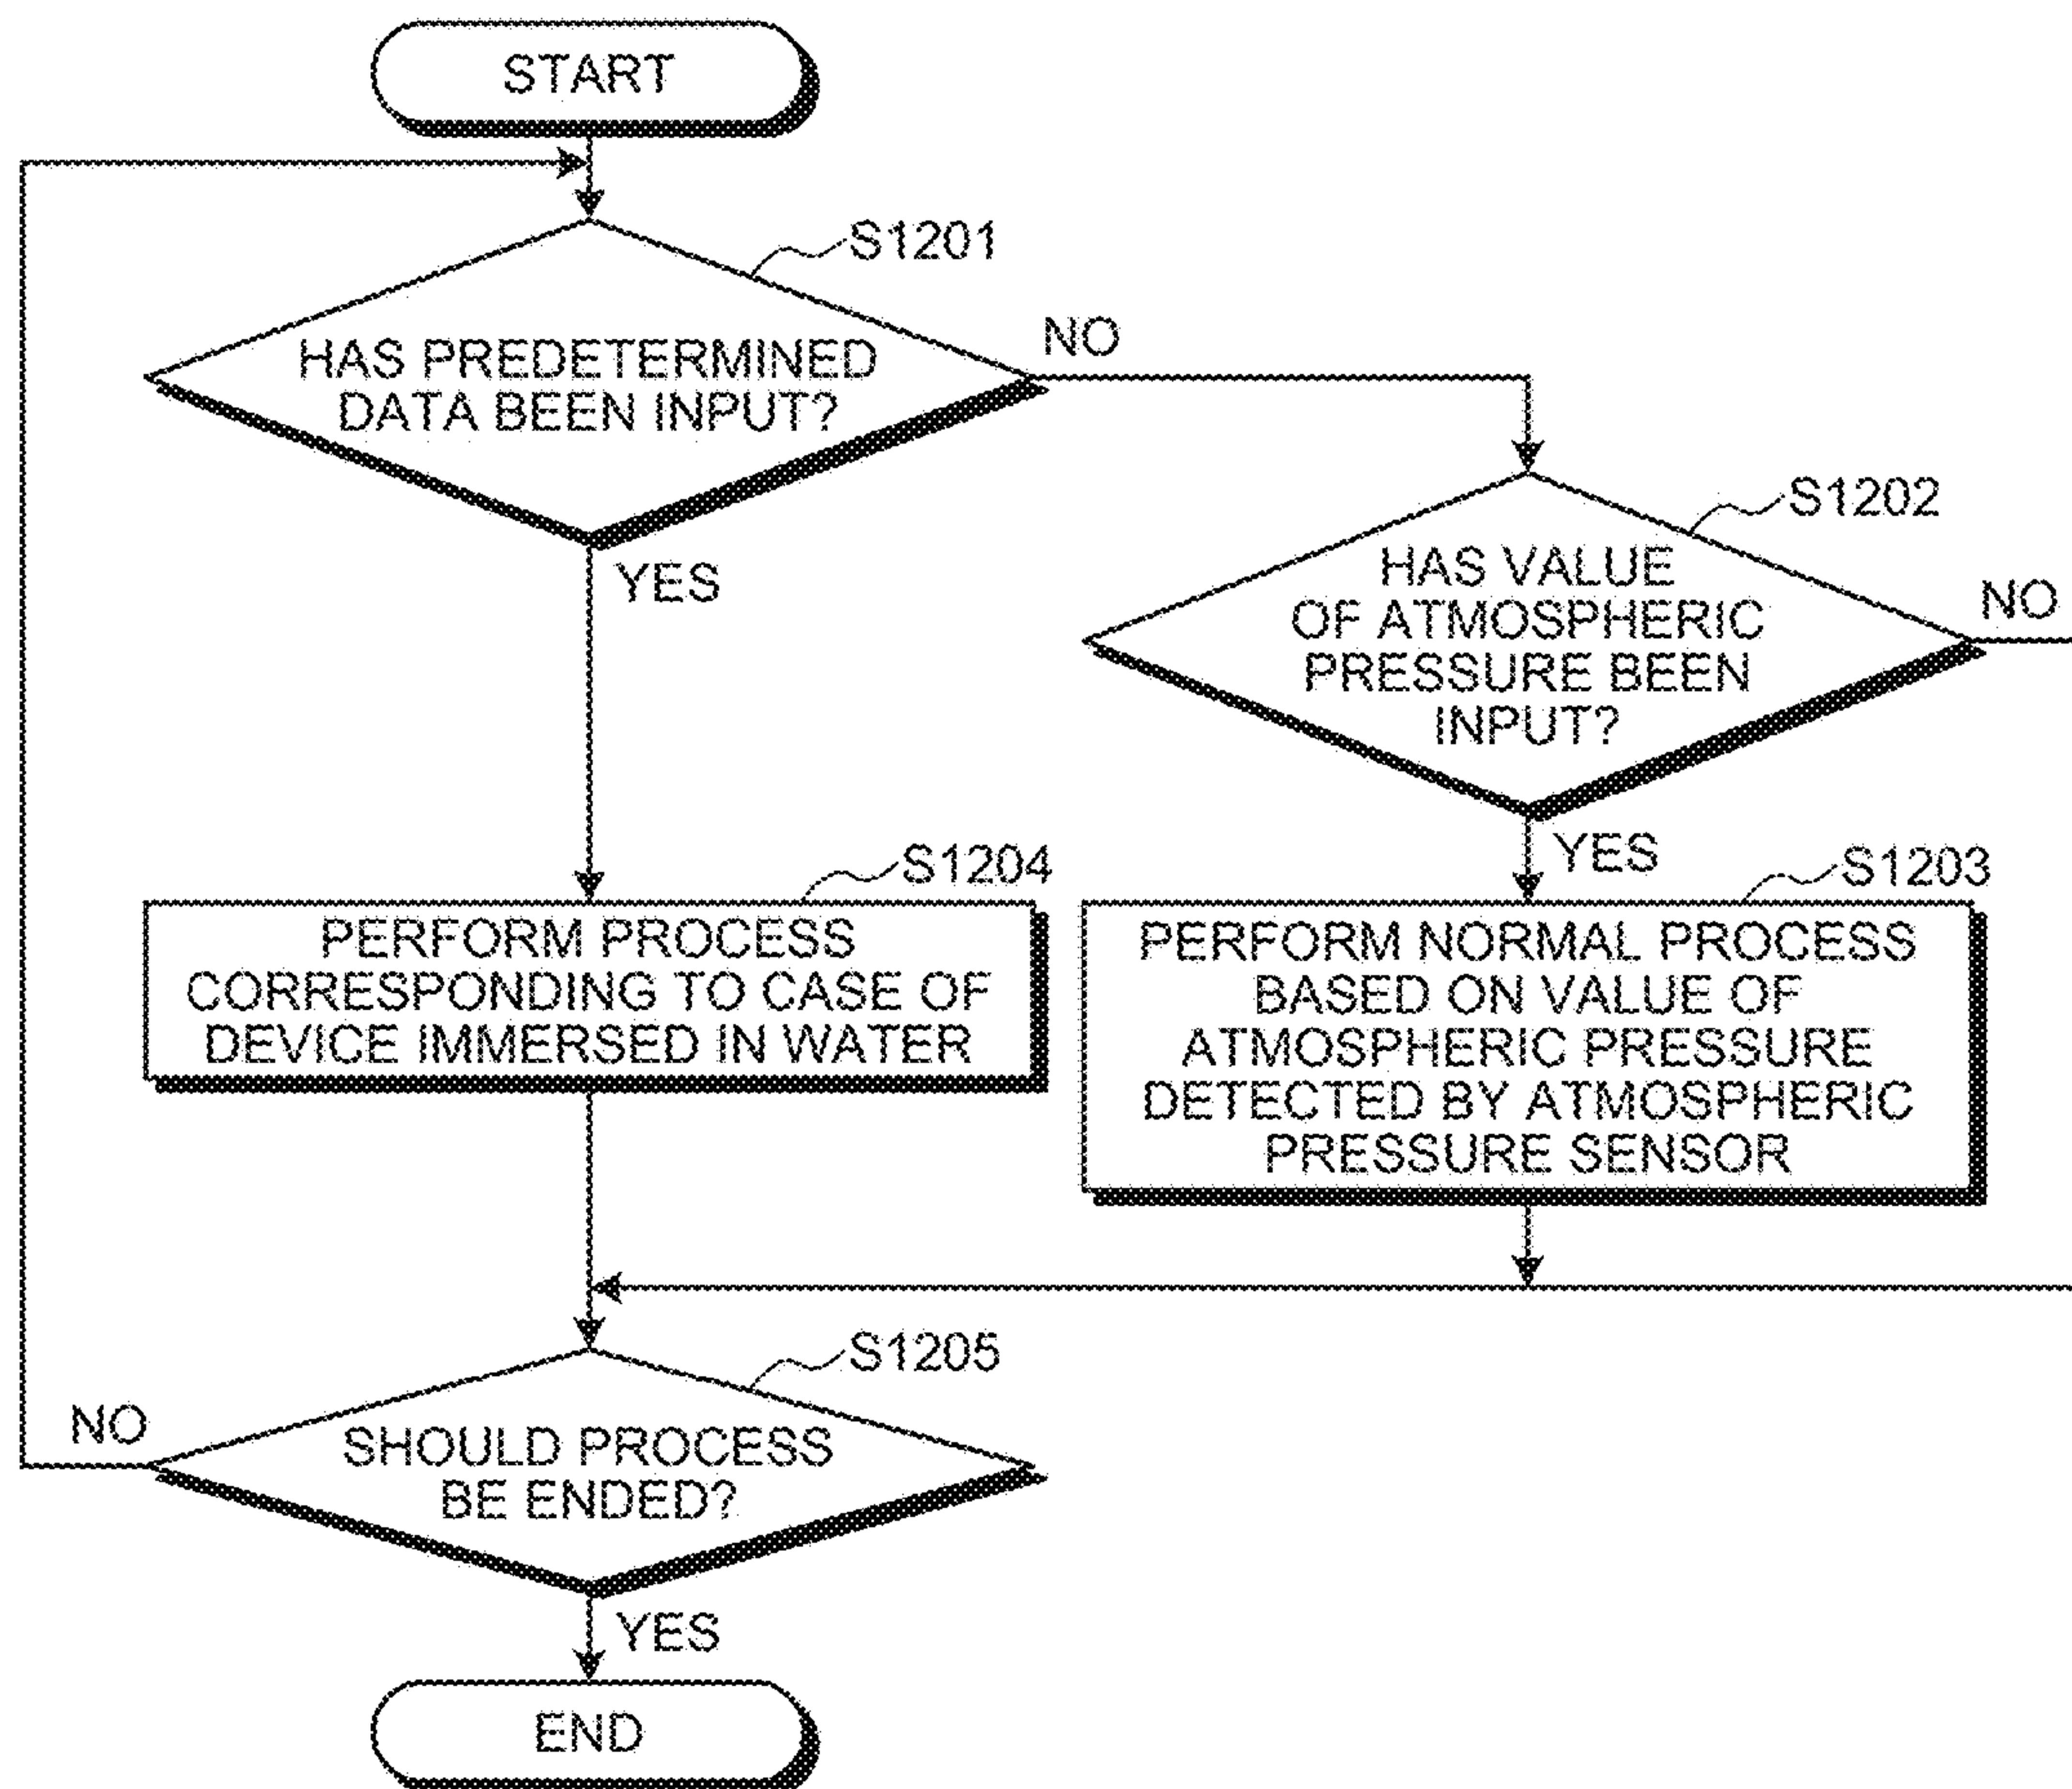 START
S1201
HAS PREDETERMINED
DATA BEEN INPUT?
NO
YES
S1202
HAS VALUE
OF ATMOSPHERIC
PRESSURE BEEN
INPUT?
NO
YES
S1203
PERFORM NORMAL PROCESS
BASED ON VALUE OF
ATMOSPHERIC PRESSURE
DETECTED BY ATMOSPHERIC
PRESSURE SENSOR
S1204
PERFORM PROCESS
CORRESPONDING TO CASE OF
DEVICE IMMERSED IN WATER
S1205
SHOULD PROCESS
BE ENDED?
NO
YES
END